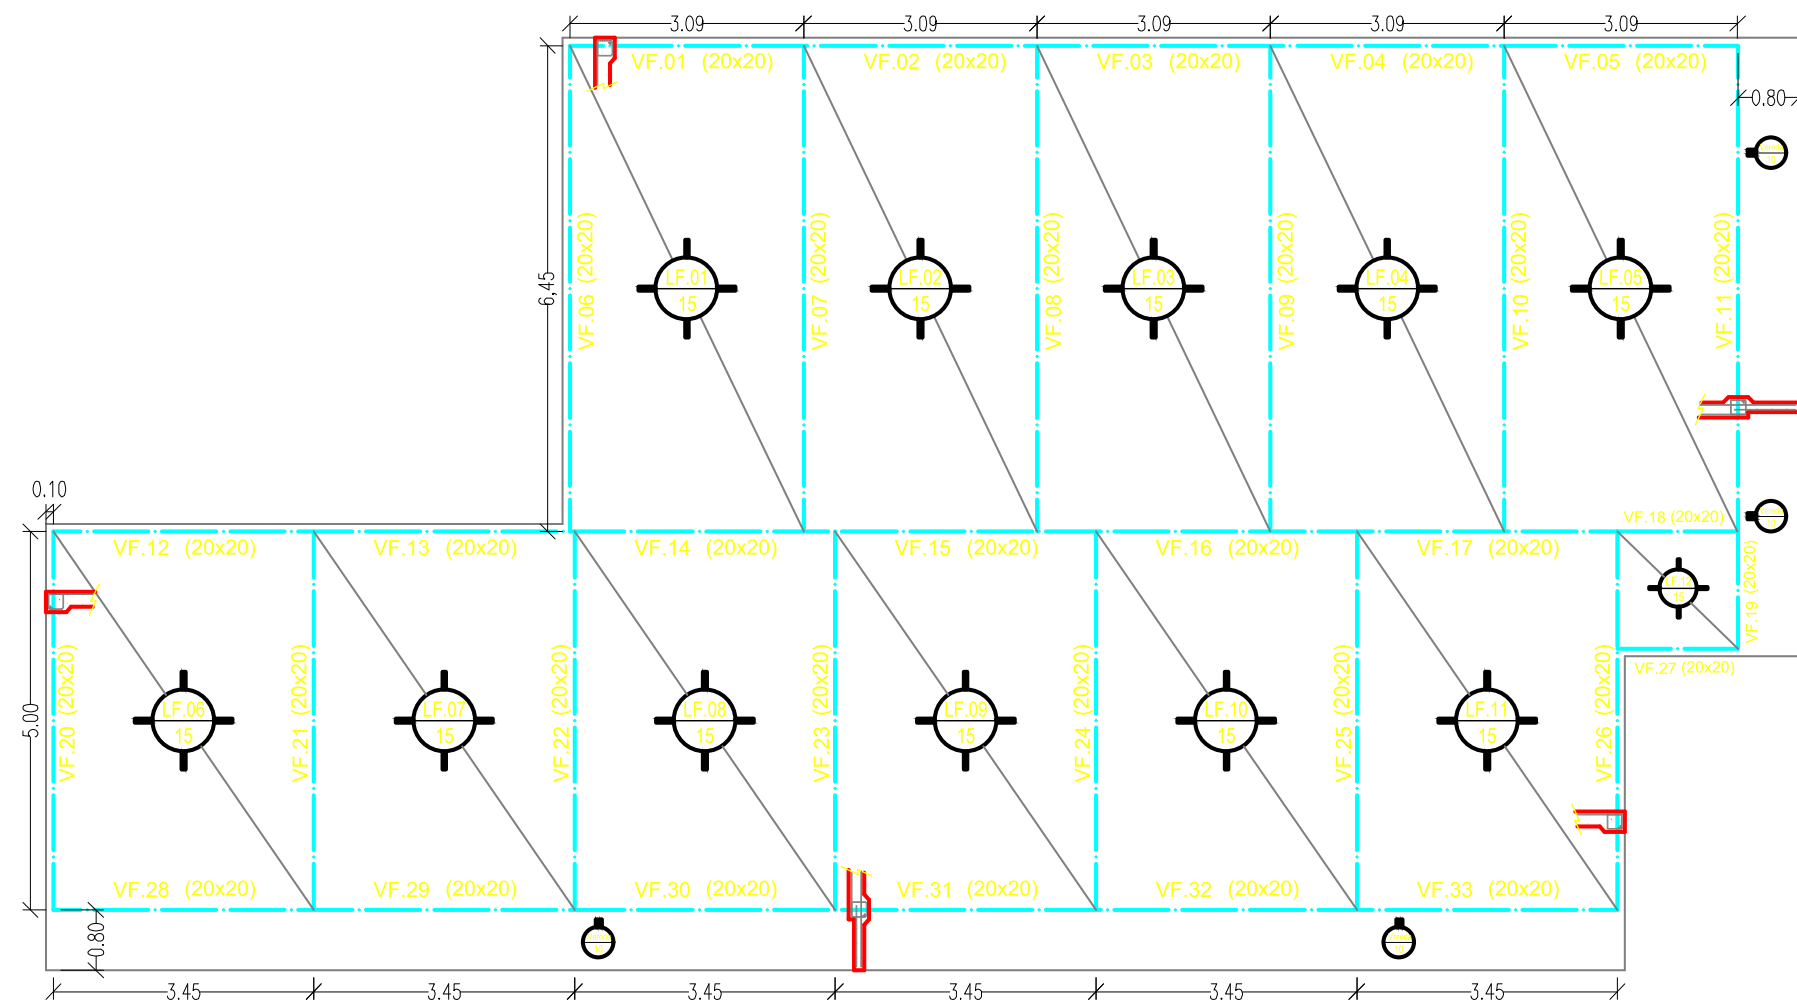 3.09 3.09 3.09 3.09 3.09
VF.01 (20x20) VF.02 (20x20) VF.03 (20x20) VF.04 (20x20) VF.05 (20x20)
0.80
6,45
VF.06 (20x20)
VF.07 (20x20)
VF.08 (20x20)
VF.09 (20x20)
VF.10 (20x20)
VF.11 (20x20)
LF.01 LF.02 LF.03 LF.04 LF.05
15 15 15 15 15
0.10
VF.18 (20x20)
VF.12 (20x20) VF.13 (20x20) VF.14 (20x20) VF.15 (20x20) VF.16 (20x20) VF.17 (20x20)
LF.12
15
VF.19 (20x20)
VF.27 (20x20)
5.00
VF.20 (20x20)
VF.21 (20x20)
VF.22 (20x20)
VF.23 (20x20)
VF.24 (20x20)
VF.25 (20x20)
VF.26 (20x20)
LF.06 LF.07 LF.08 LF.09 LF.10 LF.11
15 15 15 15 15 15
VF.28 (20x20) VF.29 (20x20) VF.30 (20x20) VF.31 (20x20) VF.32 (20x20) VF.33 (20x20)
0.80
3.45 3.45 3.45 3.45 3.45 3.45